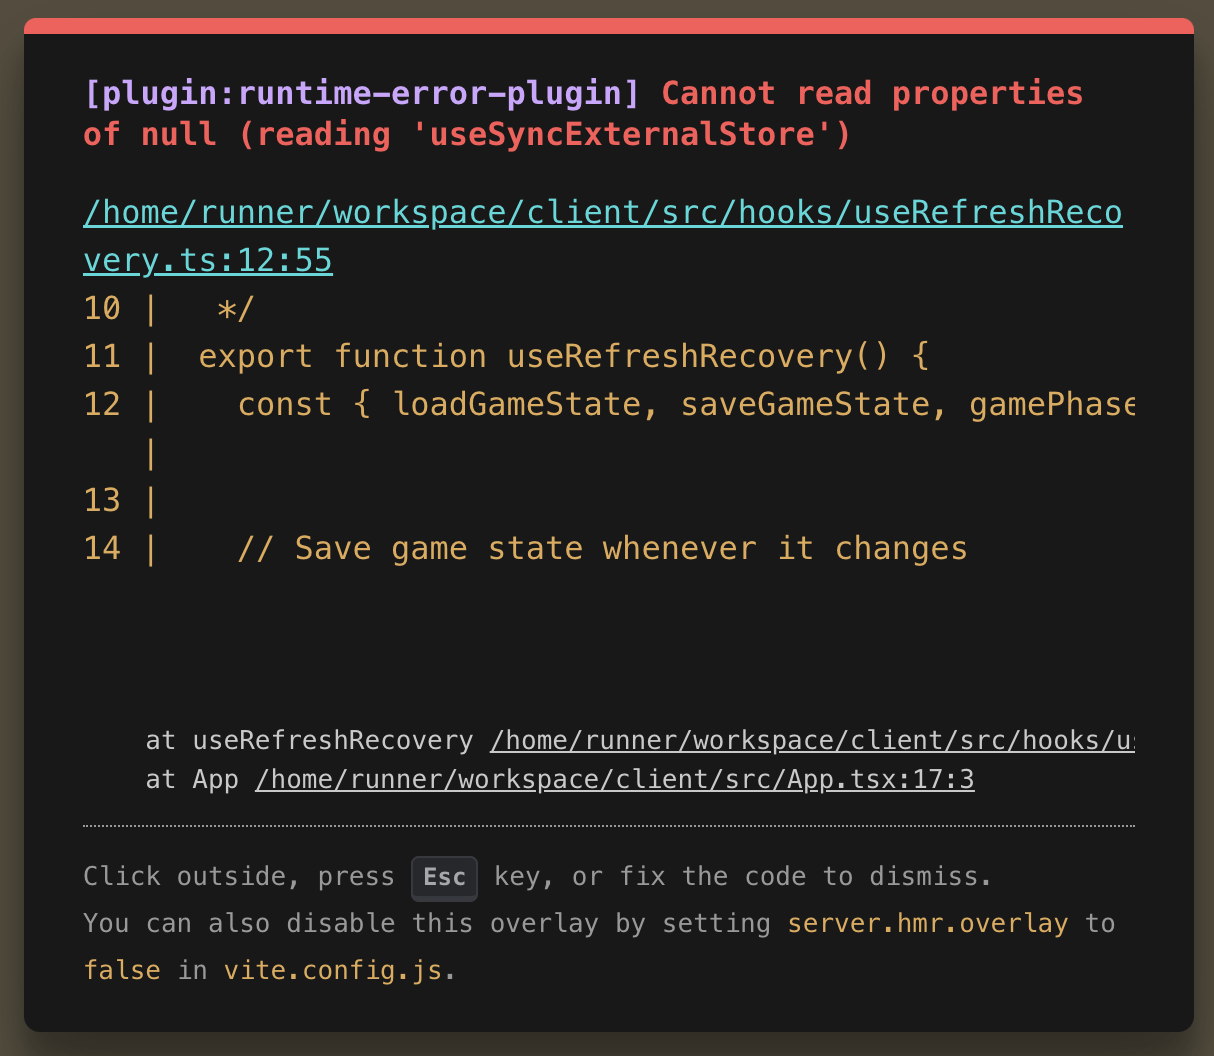 [plugin:runtime-error-plugin] Cannot read properties
of null (reading 'useSyncExternalStore')
/home/runner/workspace/client/src/hooks/useRefreshReco
very.ts:12:55
10 |   */
11 |  export function useRefreshRecovery() {
12 |    const { loadGameState, saveGameState, gamePhase
   |
13 |
14 |    // Save game state whenever it changes
at useRefreshRecovery /home/runner/workspace/client/src/hooks/us
at App /home/runner/workspace/client/src/App.tsx:17:3
Click outside, press Esc key, or fix the code to dismiss.
You can also disable this overlay by setting server.hmr.overlay to
false in vite.config.js.